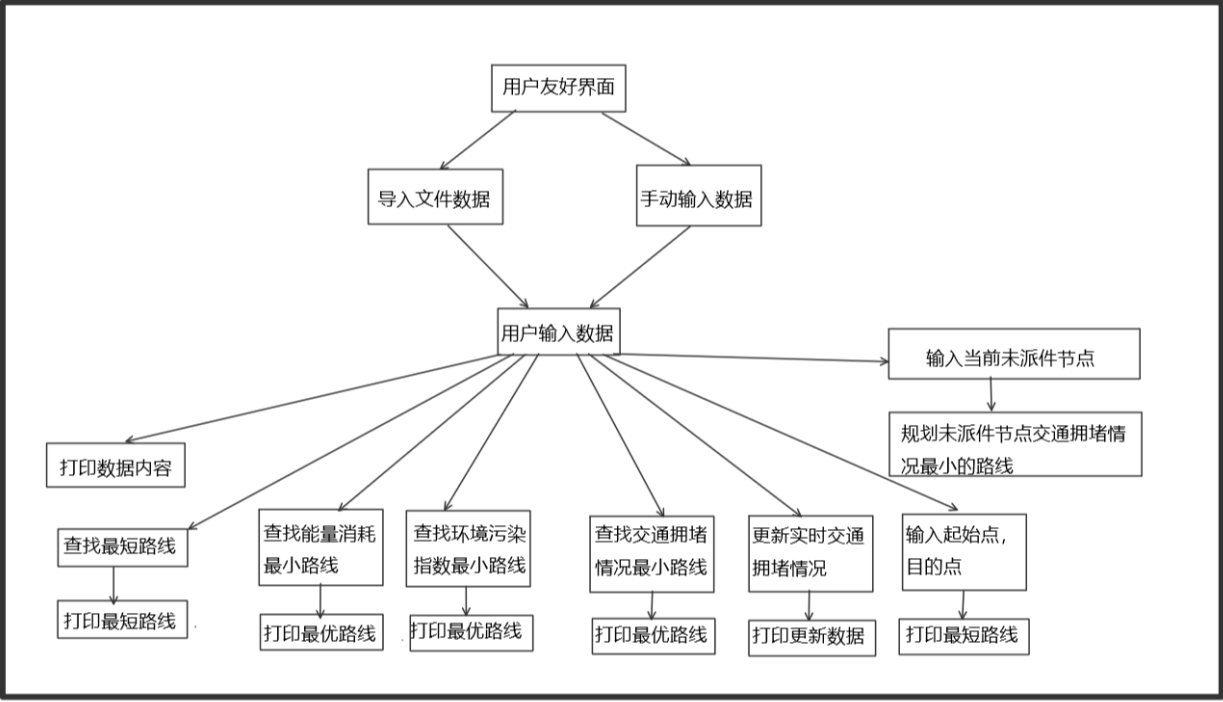 用户友好界面
导入文件数据
手动输入数据
用户输入数据
输入当前未派件节点
规划未派件节点交通拥堵情
况最小的路线
打印数据内容
查找最短路线
打印最短路线
查找能量消耗
最小路线
打印最优路线
查找环境污染
指数最小路线
打印最优路线
查找交通拥堵
情况最小路线
打印最优路线
更新实时交通
拥堵情况
打印更新数据
输入起始点，
目的点
打印最短路线